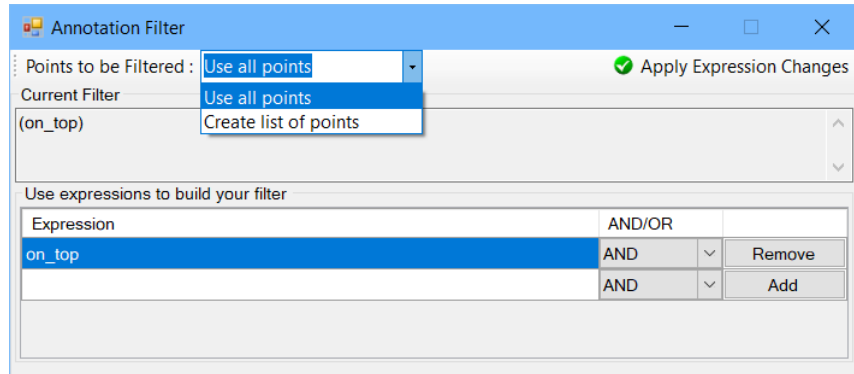 Annotation Filter
Points to be Filtered : Use all points Apply Expression Changes
Use all points
Create list of points
Current Filter
(on_top)
Use expressions to build your filter
Expression AND/OR
on_top AND Remove
AND Add